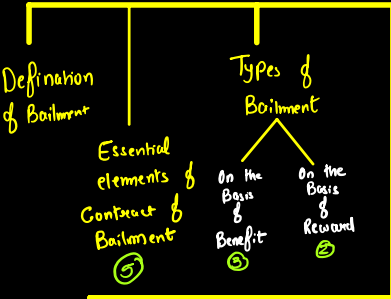 Defination
of Bailment
Essential
elements of
Contract of
Bailment
5
Types of
Bailment
On the
Basis
of
Benefit
3
On the
Basis
of
Reward
2